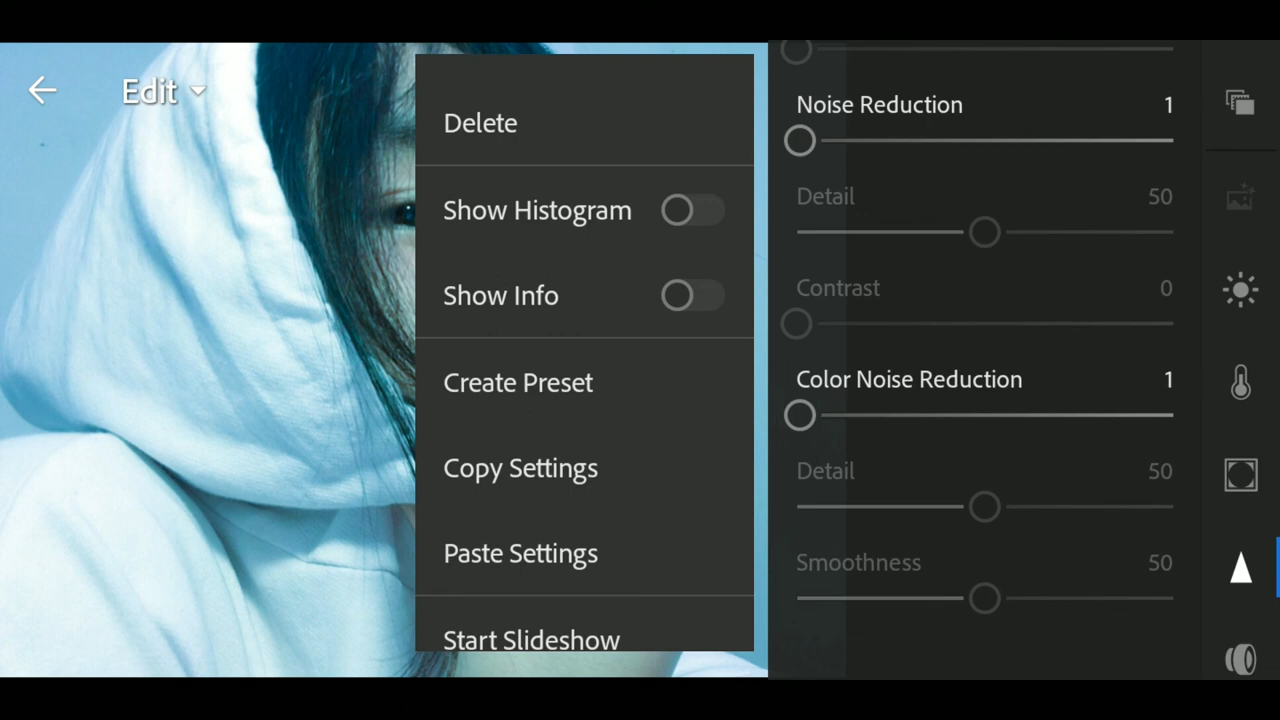 Edit
Delete
Show Histogram
Show Info
Create Preset
Copy Settings
Paste Settings
Start Slideshow
Noise Reduction 1
Detail 50
Contrast 0
Color Noise Reduction 1
Detail 50
Smoothness 50